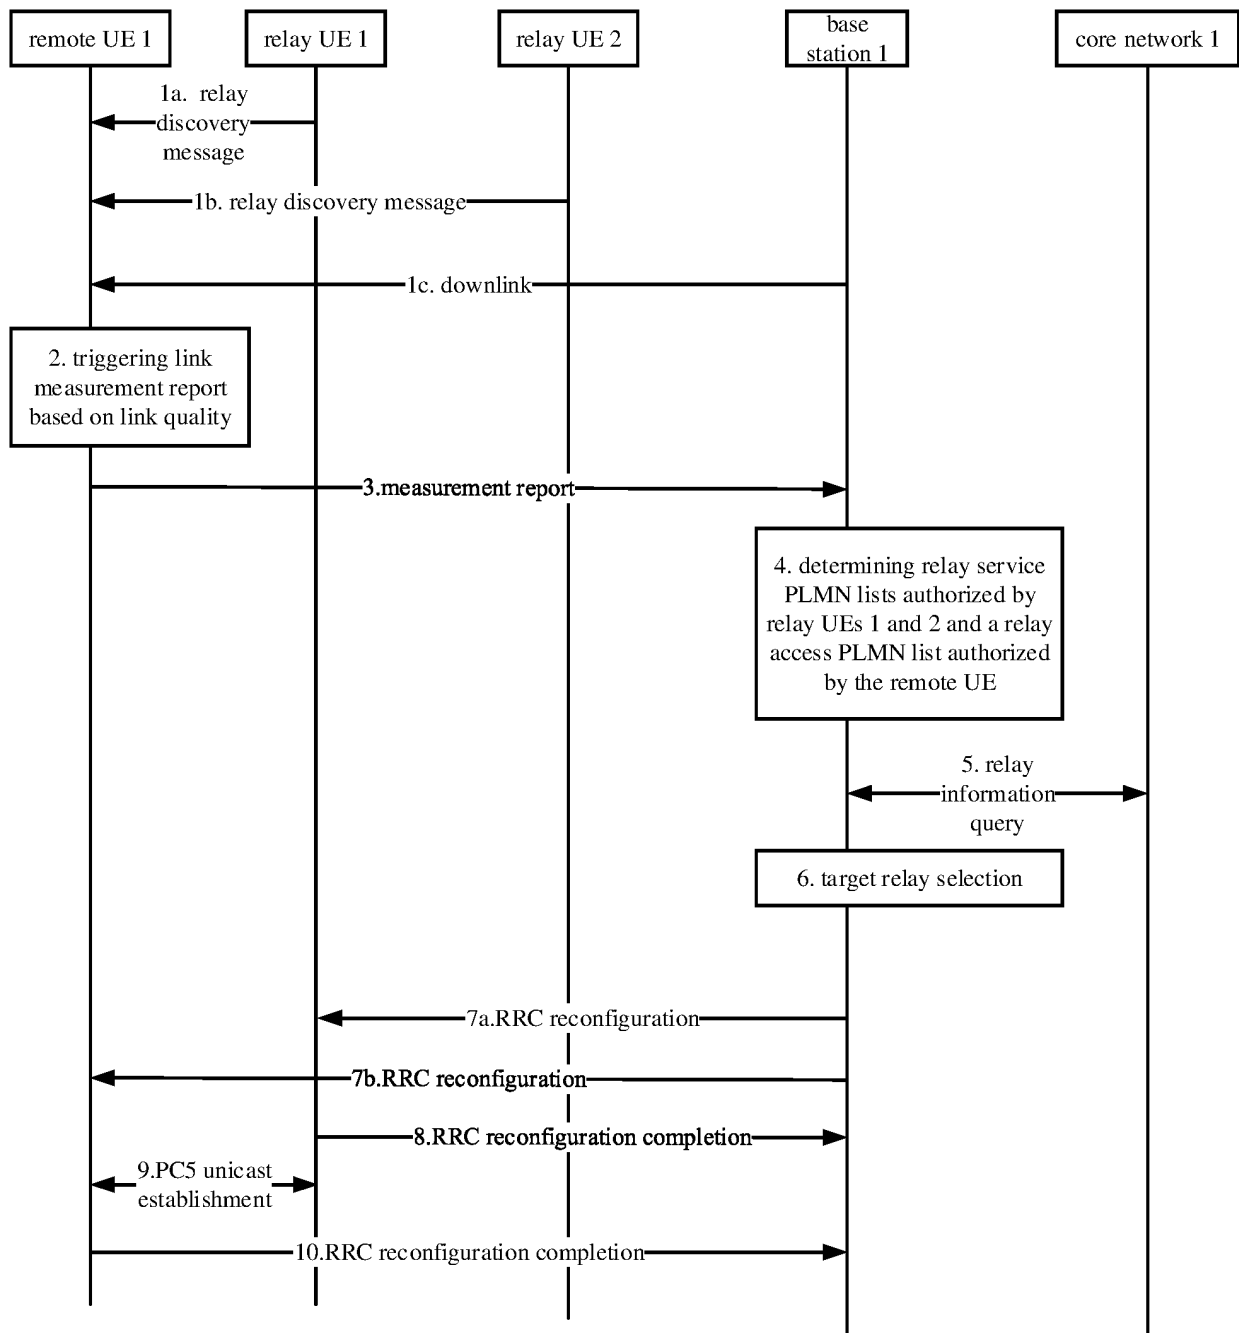 remote UE 1
relay UE 1
relay UE 2
base
station 1
core network 1
1a. relay
discovery
message
1b. relay discovery message
1c. downlink
2. triggering link
measurement report
based on link quality
3.measurement report
4. determining relay service
PLMN lists authorized by
relay UEs 1 and 2 and a relay
access PLMN list authorized
by the remote UE
5. relay
information
query
6. target relay selection
7a.RRC reconfiguration
7b.RRC reconfiguration
8.RRC reconfiguration completion
9.PC5 unicast
establishment
10.RRC reconfiguration completion